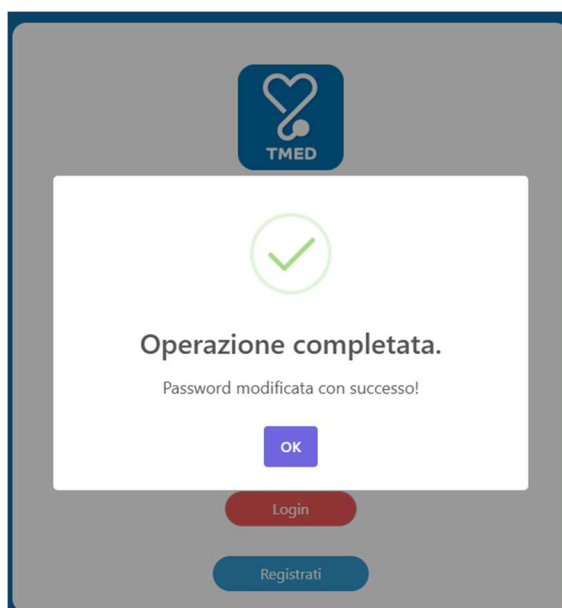 TMED
Operazione completata.
Password modificata con successo!
OK
Login
Registrati